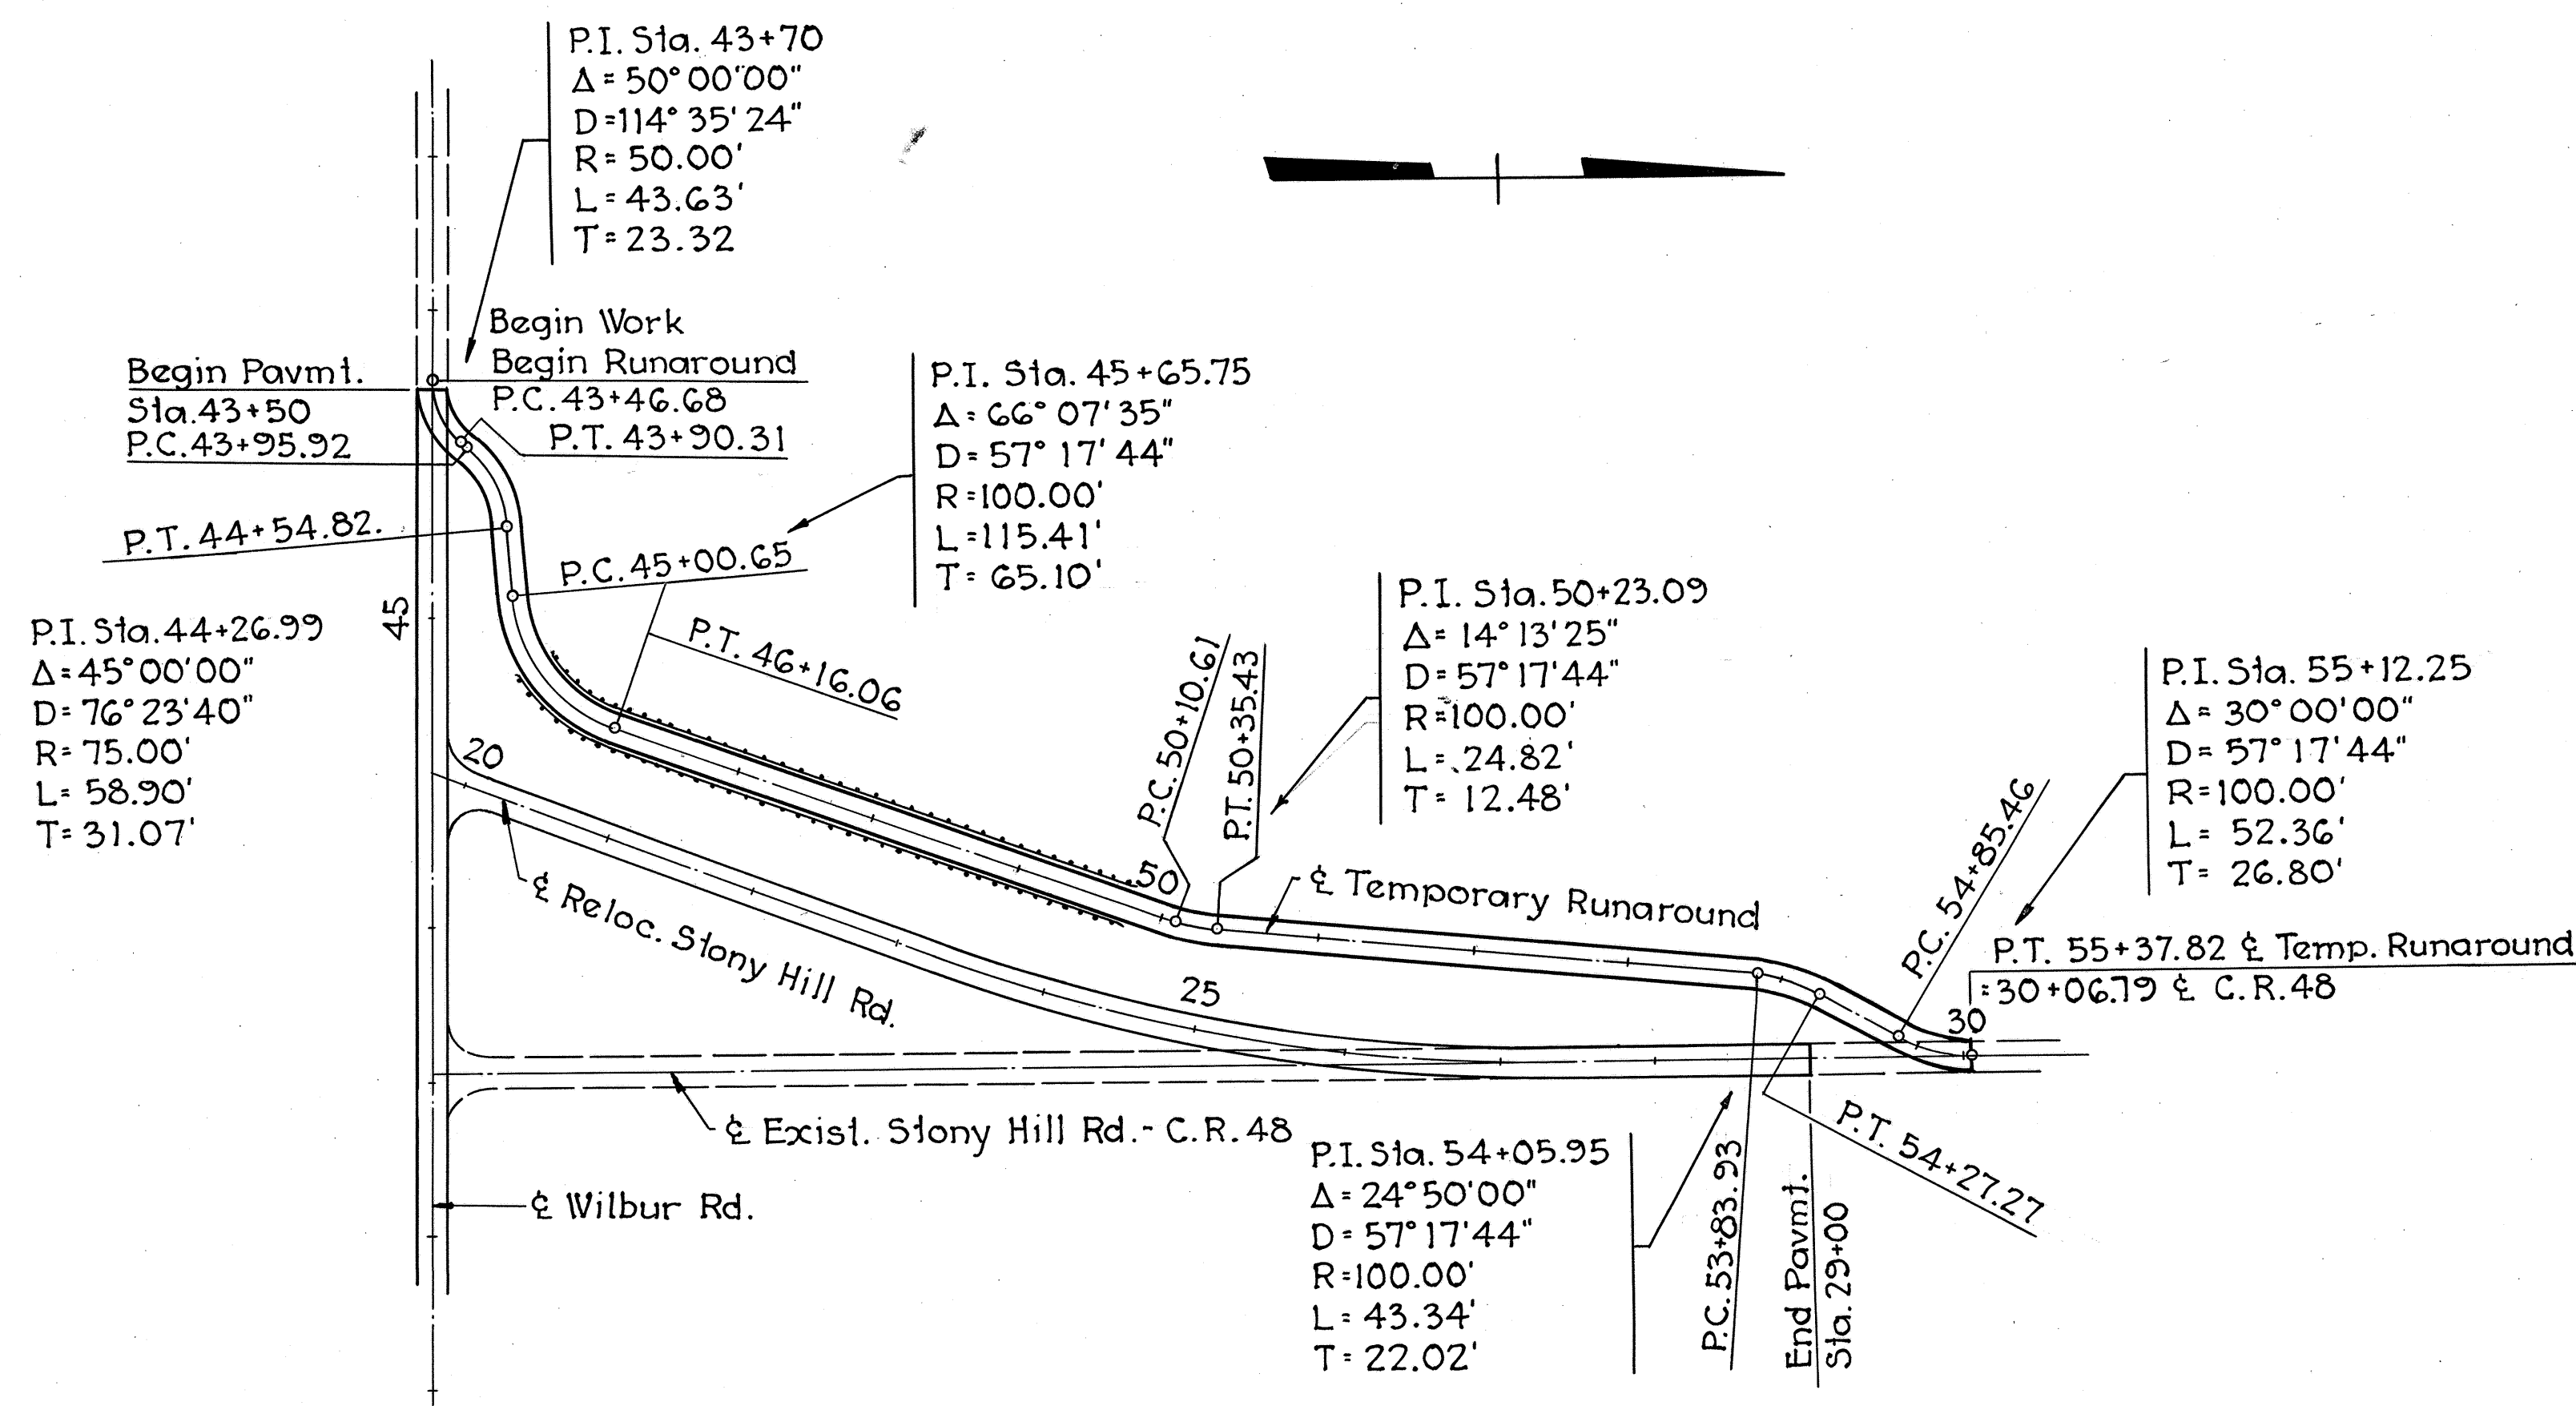 P.I. Sta. 43+70
Δ = 50° 00'00"
D = 114° 35' 24"
R = 50.00'
L = 43.63'
T = 23.32
Begin Work
Begin Runaround
P.C. 43+46.68
P.T. 43+90.31
Begin Pavmt.
Sta. 43+50
P.C. 43+95.92
P.I. Sta. 45+65.75
Δ = 66° 07'35"
D = 57° 17' 44"
R = 100.00'
L = 115.41'
T = 65.10'
P.T. 44+54.82.
P.C. 45+00.65
P.I. Sta. 44+26.99
Δ = 45° 00'00"
D = 76° 23'40"
R = 75.00'
L = 58.90'
T = 31.07'
45
P.T. 46+16.06
P.C. 50+10.61
P.T. 50+35.43
P.I. Sta. 50+23.09
Δ = 14° 13'25"
D = 57° 17'44"
R = 100.00'
L = 24.82'
T = 12.48'
P.I. Sta. 55+12.25
Δ = 30° 00'00"
D = 57° 17'44"
R = 100.00'
L = 52.36'
T = 26.80'
20
50
℄ Reloc. Stony Hill Rd.
℄ Temporary Runaround
P.C. 54+85.46
P.T. 55+37.82 ℄ Temp. Runaround
= 30+06.79 ℄ C.R. 48
25
30
℄ Exist. Stony Hill Rd. - C.R. 48
℄ Wilbur Rd.
P.I. Sta. 54+05.95
Δ = 24° 50'00"
D = 57° 17'44"
R = 100.00'
L = 43.34'
T = 22.02'
P.C. 53+83.93
End Pavmt.
Sta. 29+00
P.T. 54+27.27